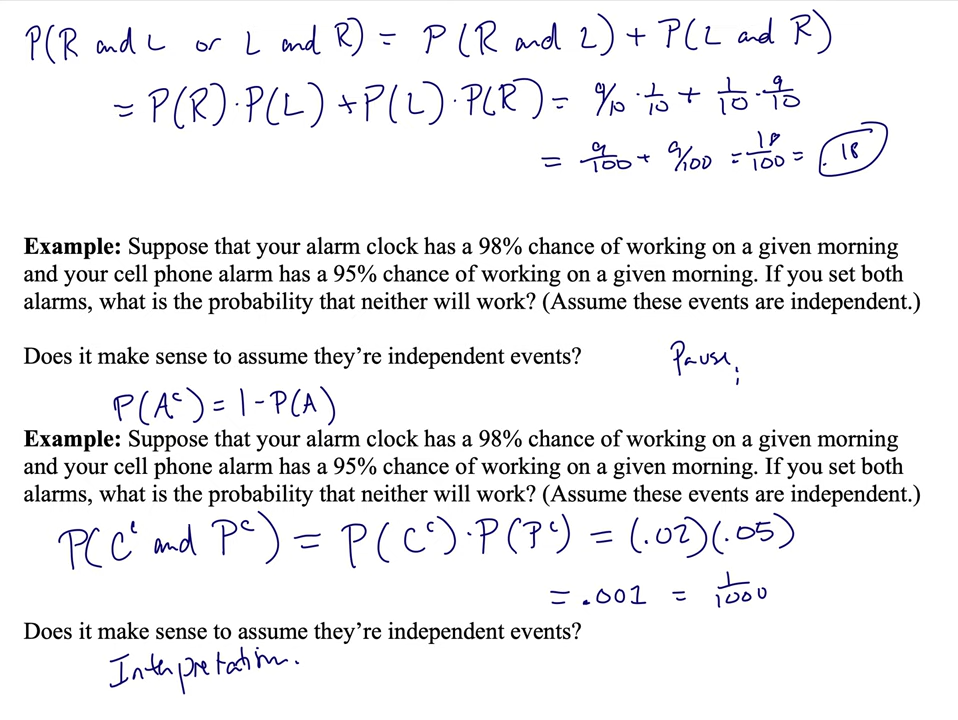 P(R and L or L and R) = P(R and L) + P(L and R)
= P(R)·P(L) + P(L)·P(R) = 9/10 · 1/10 + 1/10 · 9/10
= 9/100 + 9/100 = 18/100 = .18
Example: Suppose that your alarm clock has a 98% chance of working on a given morning
and your cell phone alarm has a 95% chance of working on a given morning. If you set both
alarms, what is the probability that neither will work? (Assume these events are independent.)
Does it make sense to assume they're independent events? Pause
P(Aᶜ) = 1 - P(A)
Example: Suppose that your alarm clock has a 98% chance of working on a given morning
and your cell phone alarm has a 95% chance of working on a given morning. If you set both
alarms, what is the probability that neither will work? (Assume these events are independent.)
P(Cᶜ and Pᶜ) = P(Cᶜ)·P(Pᶜ) = (.02)(.05)
= .001 = 1/1000
Does it make sense to assume they're independent events?
Interpretation.